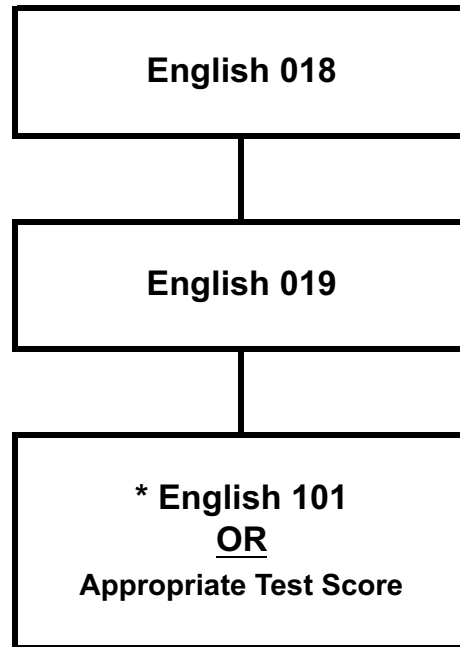 English 018
English 019
* English 101
OR
Appropriate Test Score